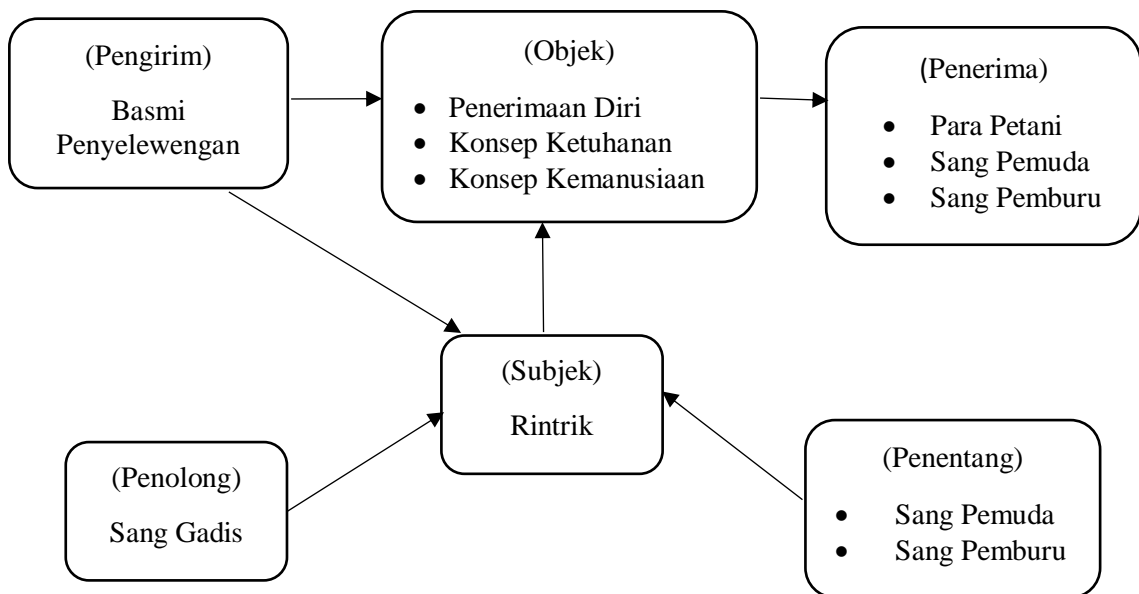 (Pengirim)
Basmi
Penyelewengan
(Objek)
• Penerimaan Diri
• Konsep Ketuhanan
• Konsep Kemanusiaan
(Penerima)
• Para Petani
• Sang Pemuda
• Sang Pemburu
(Subjek)
Rintrik
(Penolong)
Sang Gadis
(Penentang)
• Sang Pemuda
• Sang Pemburu